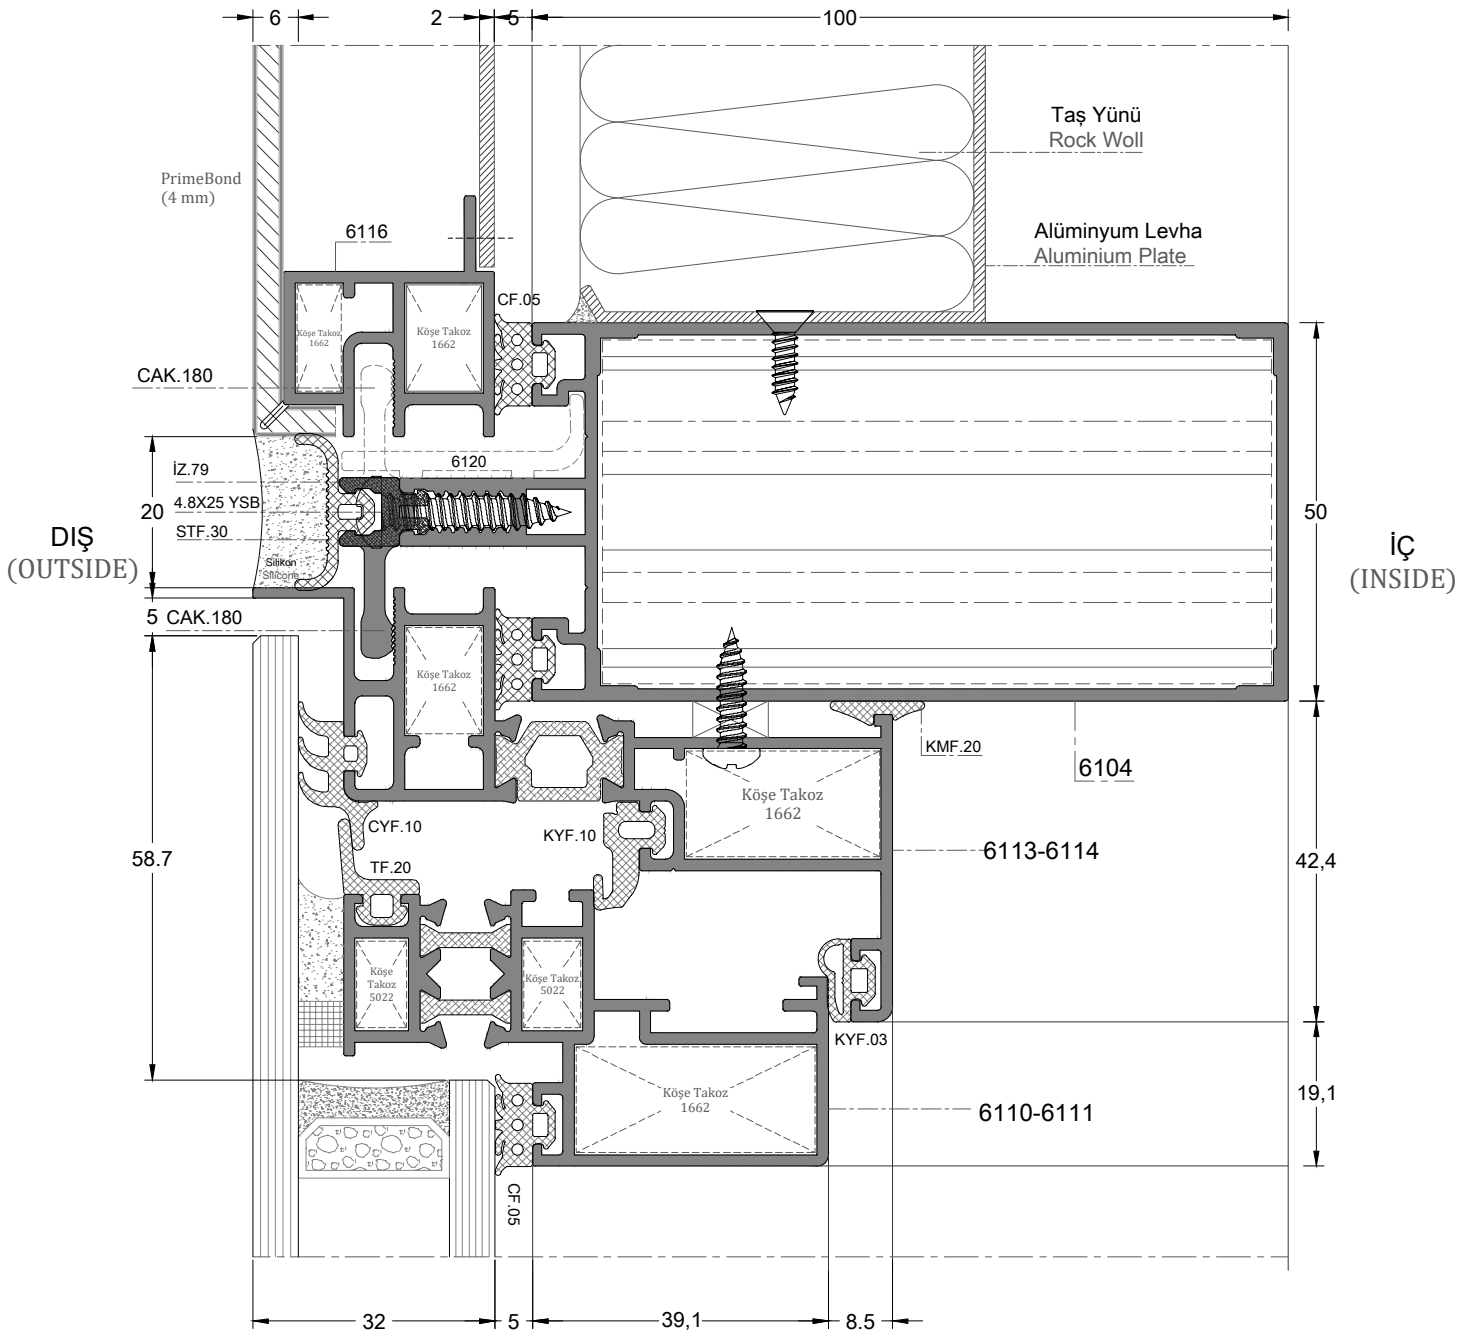 6
2
5
100
Taş Yünü
Rock Woll
PrimeBond
(4 mm)
6116
Alüminyum Levha
Aluminium Plate
CF.05
Köşe Takoz
1662
Köşe Takoz
1662
CAK.180
6120
İZ.79
4.8X25 YSB
20
STF.30
50
DIŞ
(OUTSIDE)
İÇ
(INSIDE)
Silikon
Silicone
5
CAK.180
Köşe Takoz
1662
KMF.20
6104
Köşe Takoz
1662
CYF.10
KYF.10
6113-6114
58.7
TF.20
42,4
Köşe
Takoz
5022
Köşe Takoz
5022
KYF.03
Köşe Takoz
1662
19,1
6110-6111
CF.05
32
5
39,1
8.5